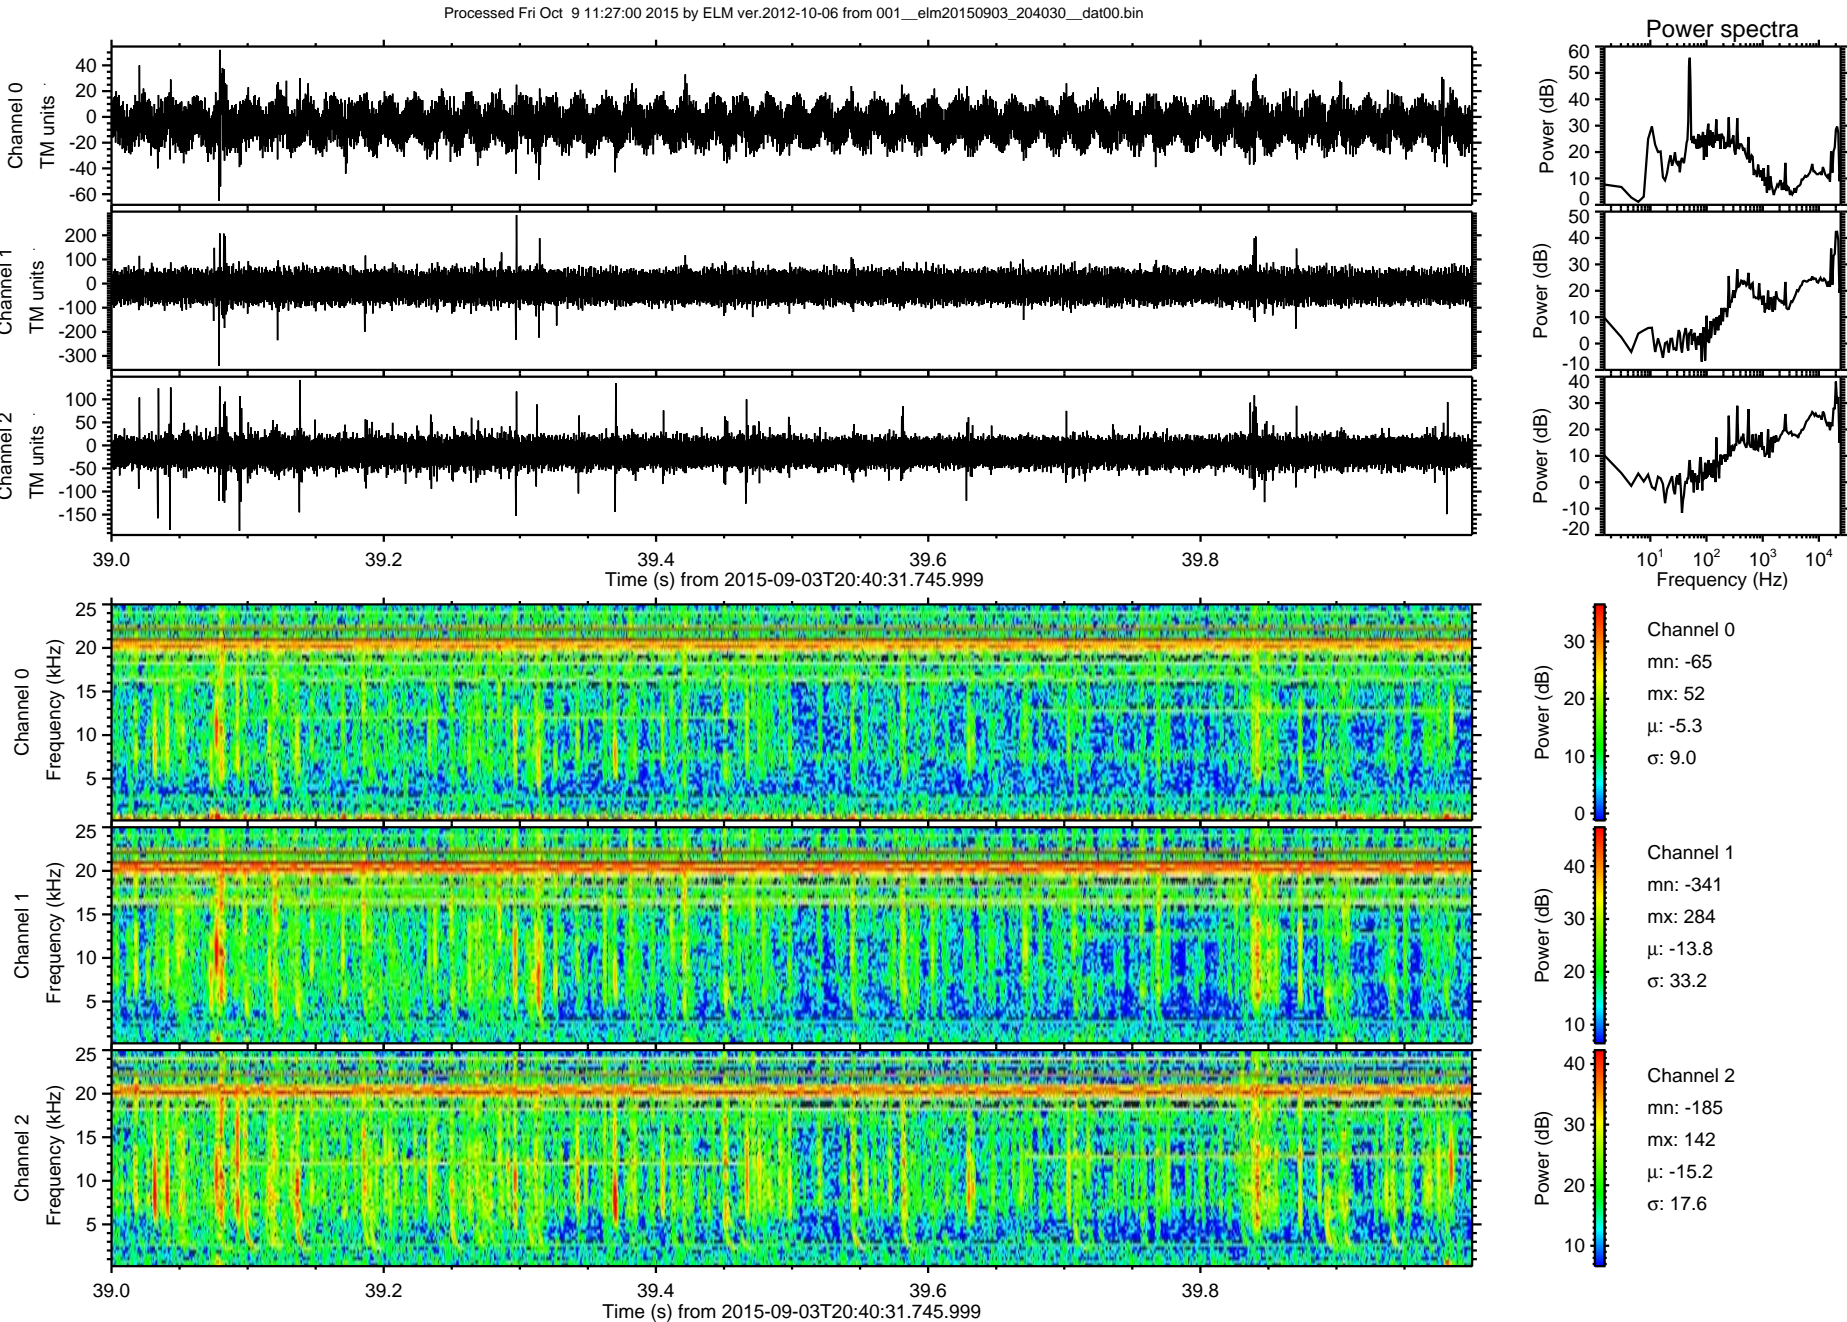 Processed Fri Oct  9 11:27:00 2015 by ELM ver.2012-10-06 from 001__elm20150903_204030__dat00.bin
Power spectra
Channel 0
TM units
40
20
0
-20
-40
-60
Power (dB)
60
50
40
30
20
10
0
Channel 1
TM units
200
100
0
-100
-200
-300
Power (dB)
50
40
30
20
10
0
-10
Channel 2
TM units
100
50
0
-50
-100
-150
Power (dB)
40
30
20
10
0
-10
-20
39.0 39.2 39.4 39.6 39.8
Time (s) from 2015-09-03T20:40:31.745.999
10¹ 10² 10³ 10⁴
Frequency (Hz)
Channel 0
Frequency (kHz)
25
20
15
10
5
Power (dB)
30
20
10
0
Channel 0
mn: -65
mx: 52
μ: -5.3
σ: 9.0
Channel 1
Frequency (kHz)
25
20
15
10
5
Power (dB)
40
30
20
10
Channel 1
mn: -341
mx: 284
μ: -13.8
σ: 33.2
Channel 2
Frequency (kHz)
25
20
15
10
5
Power (dB)
40
30
20
10
Channel 2
mn: -185
mx: 142
μ: -15.2
σ: 17.6
39.0 39.2 39.4 39.6 39.8
Time (s) from 2015-09-03T20:40:31.745.999